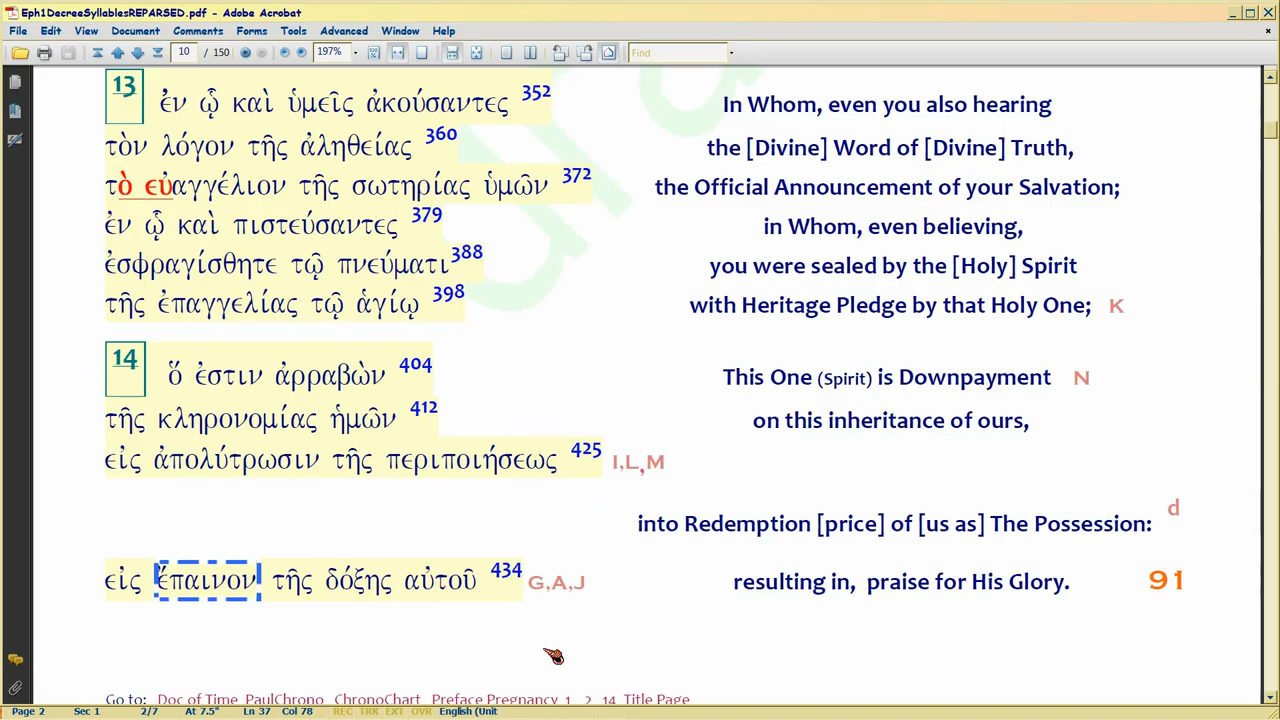 Eph1DecreeSyllablesREPARSED.pdf - Adobe Acrobat
File Edit View Document Comments Forms Tools Advanced Window Help
10 / 150 197% Find
13 ἐν ᾧ καὶ ὑμεῖς ἀκούσαντες 352 In Whom, even you also hearing
τὸν λόγον τῆς ἀληθείας 360 the [Divine] Word of [Divine] Truth,
τὸ εὐαγγέλιον τῆς σωτηρίας ὑμῶν 372 the Official Announcement of your Salvation;
ἐν ᾧ καὶ πιστεύσαντες 379 in Whom, even believing,
ἐσφραγίσθητε τῷ πνεύματι 388 you were sealed by the [Holy] Spirit
τῆς ἐπαγγελίας τῷ ἁγίῳ 398 with Heritage Pledge by that Holy One; K
14 ὅ ἐστιν ἀρραβὼν 404 This One (Spirit) is Downpayment N
τῆς κληρονομίας ἡμῶν 412 on this inheritance of ours,
εἰς ἀπολύτρωσιν τῆς περιποιήσεως 425 I,L,M
into Redemption [price] of [us as] The Possession: d
εἰς ἔπαινον τῆς δόξης αὐτοῦ 434 G,A,J resulting in, praise for His Glory. 91
Go to: Doc of Time PaulChrono ChronoChart Preface Pregnancy 1 2 14 Title Page
Page 2 Sec 1 2/7 At 7.5" Ln 37 Col 78 REC TRK EXT OVR English (Unit